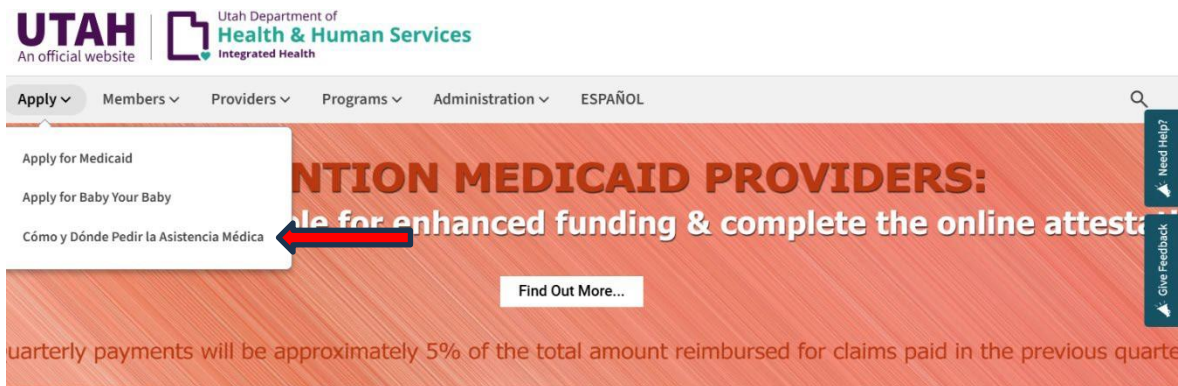 UTAH
An official website
Utah Department of
Health & Human Services
Integrated Health
Apply Members Providers Programs Administration ESPAÑOL
Apply for Medicaid
Apply for Baby Your Baby
Cómo y Dónde Pedir la Asistencia Médica
NTION MEDICAID PROVIDERS:
le for enhanced funding & complete the online attesta
Find Out More...
uarterly payments will be approximately 5% of the total amount reimbursed for claims paid in the previous quarte
Need Help?
Give Feedback